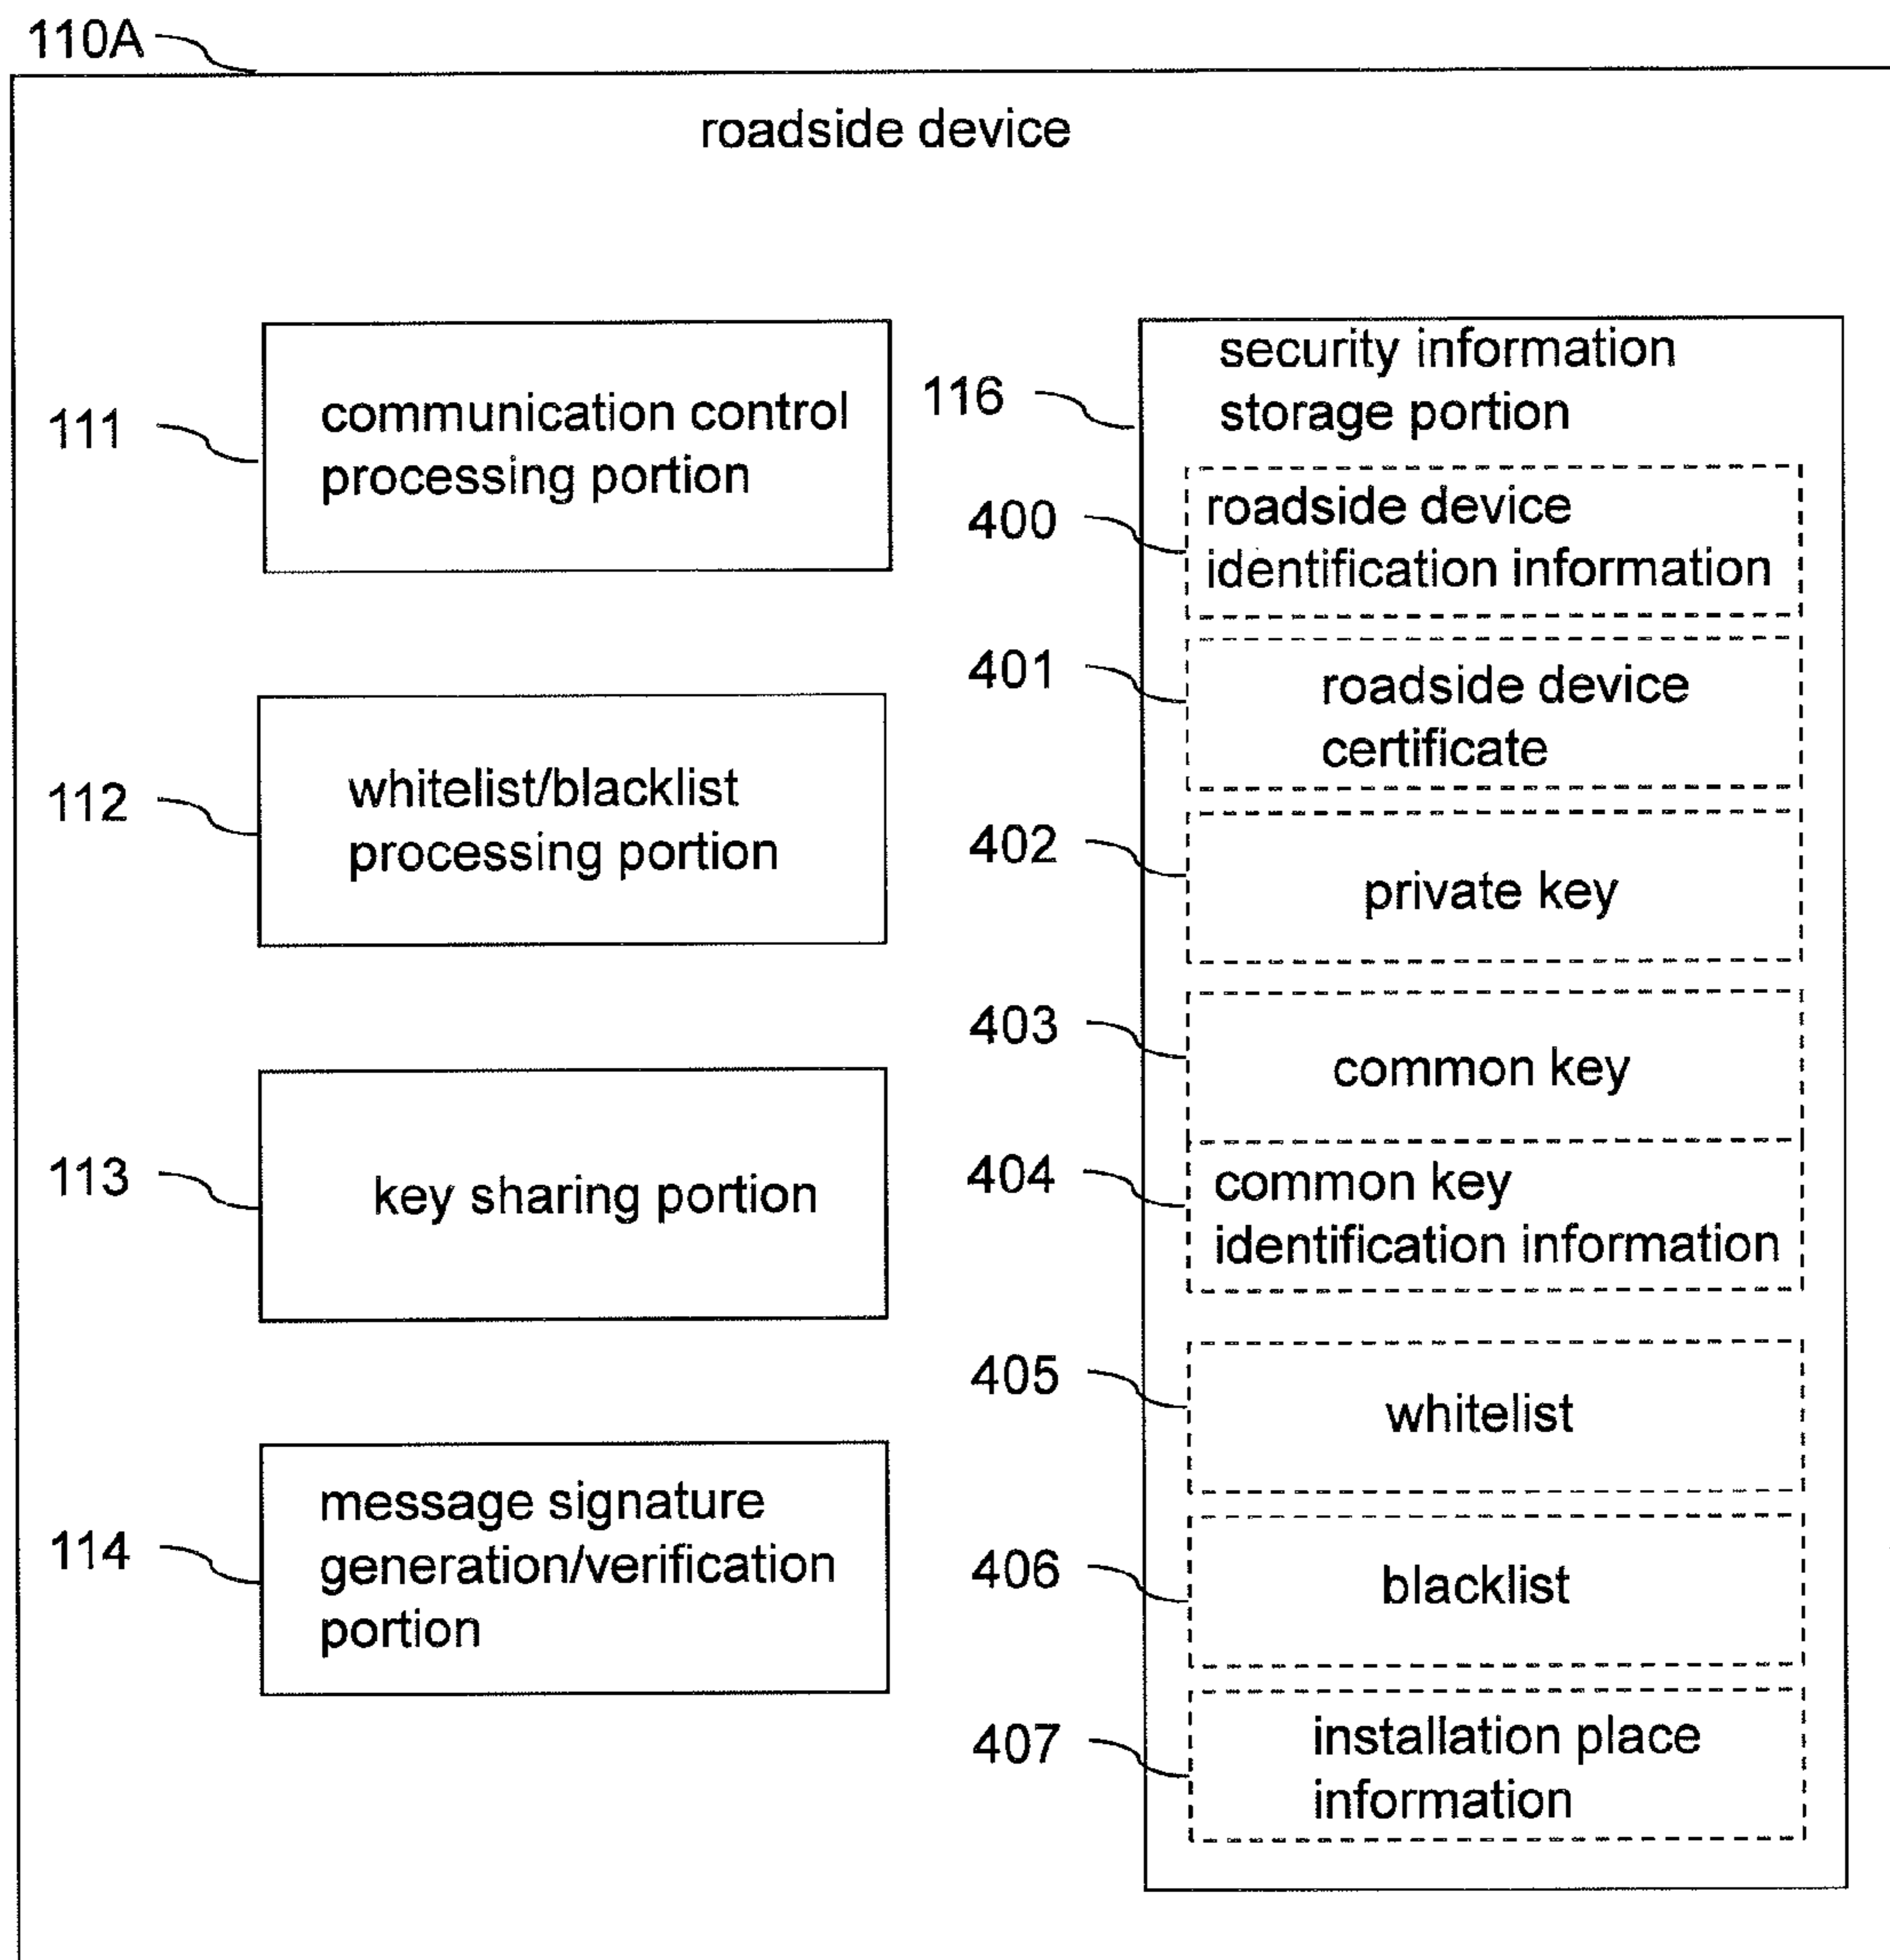 110A
roadside device
111
communication control
processing portion
112
whitelist/blacklist
processing portion
113
key sharing portion
114
message signature
generation/verification
portion
116
security information
storage portion
400
roadside device
identification information
401
roadside device
certificate
402
private key
403
common key
404
common key
identification information
405
whitelist
406
blacklist
407
installation place
information